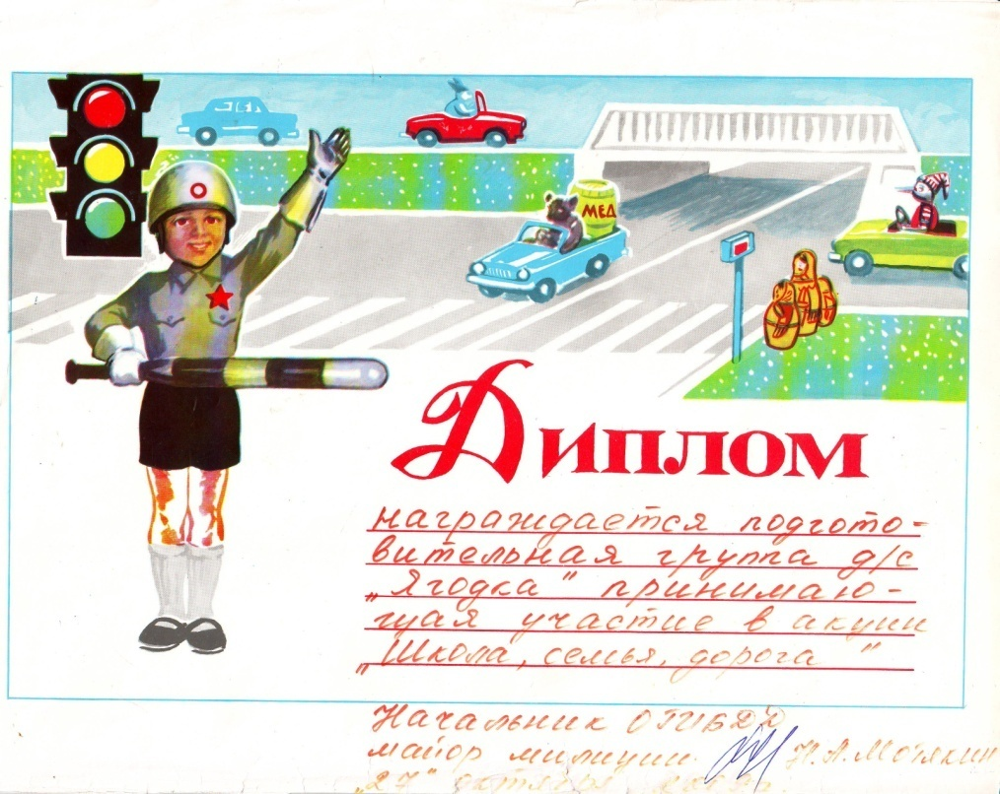 МЕД
Диплом
награждается подгото-
вительная группа д/с
„Ягодка" принимаю-
щая участие в акции
„Школа, семья, дорога"
Начальник ОГИБДД
майор милиции
„27" октября